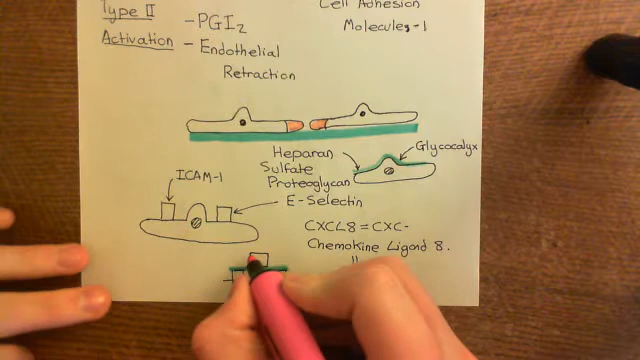 Type II
Activation
-PGI2
- Endothelial
Retraction
Cell Adhesion
Molecules-1
Heparan
Sulfate
Proteoglycan
Glycocalyx
ICAM-1
E-Selectin
CXCL8 = CXC-
Chemokine Ligand 8.